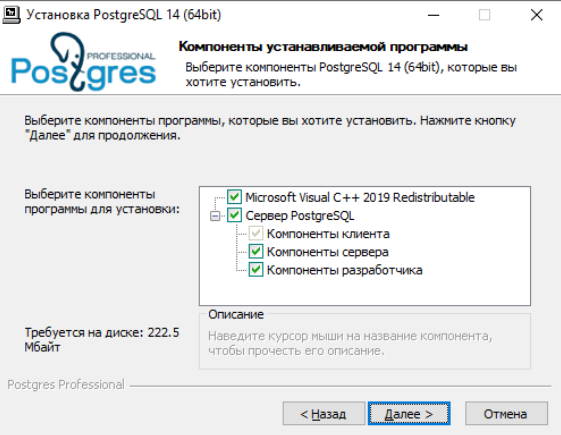 Установка PostgreSQL 14 (64bit)
PROFESSIONAL
Postgres
Компоненты устанавливаемой программы
Выберите компоненты PostgreSQL 14 (64bit), которые вы
хотите установить.
Выберите компоненты программы, которые вы хотите установить. Нажмите кнопку
"Далее" для продолжения.
Выберите компоненты
программы для установки:
Microsoft Visual C++ 2019 Redistributable
Сервер PostgreSQL
Компоненты клиента
Компоненты сервера
Компоненты разработчика
Требуется на диске: 222.5
Мбайт
Описание
Наведите курсор мыши на название компонента,
чтобы прочесть его описание.
Postgres Professional
< Назад
Далее >
Отмена